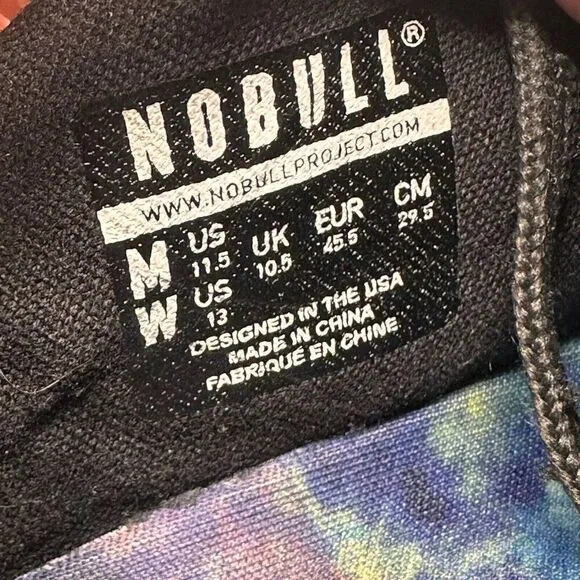 NOBULL®
WWW.NOBULLPROJECT.COM
M US 11.5 UK 10.5 EUR 45.5 CM 29.5
W US 13
DESIGNED IN THE USA
MADE IN CHINA
FABRIQUÉ EN CHINE